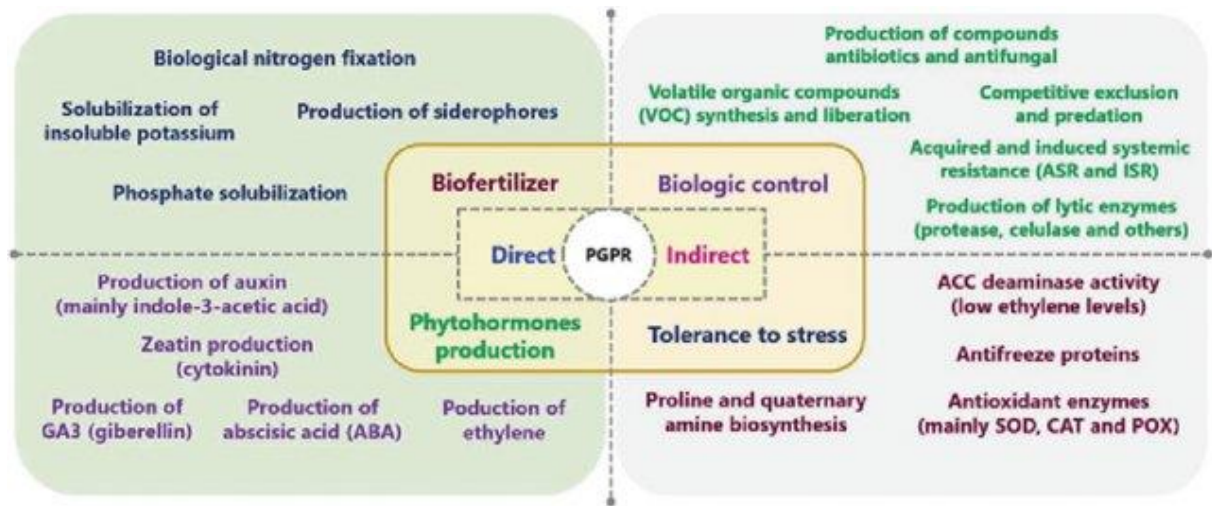 Biological nitrogen fixation
Solubilization of
insoluble potassium
Production of siderophores
Phosphate solubilization
Production of compounds
antibiotics and antifungal
Volatile organic compounds
(VOC) synthesis and liberation
Competitive exclusion
and predation
Acquired and induced systemic
resistance (ASR and ISR)
Production of lytic enzymes
(protease, celulase and others)
Biofertilizer
Biologic control
Direct
PGPR
Indirect
Phytohormones
production
Tolerance to stress
Production of auxin
(mainly indole-3-acetic acid)
Zeatin production
(cytokinin)
Production of
GA3 (giberellin)
Production of
abscisic acid (ABA)
Poduction of
ethylene
ACC deaminase activity
(low ethylene levels)
Antifreeze proteins
Proline and quaternary
amine biosynthesis
Antioxidant enzymes
(mainly SOD, CAT and POX)